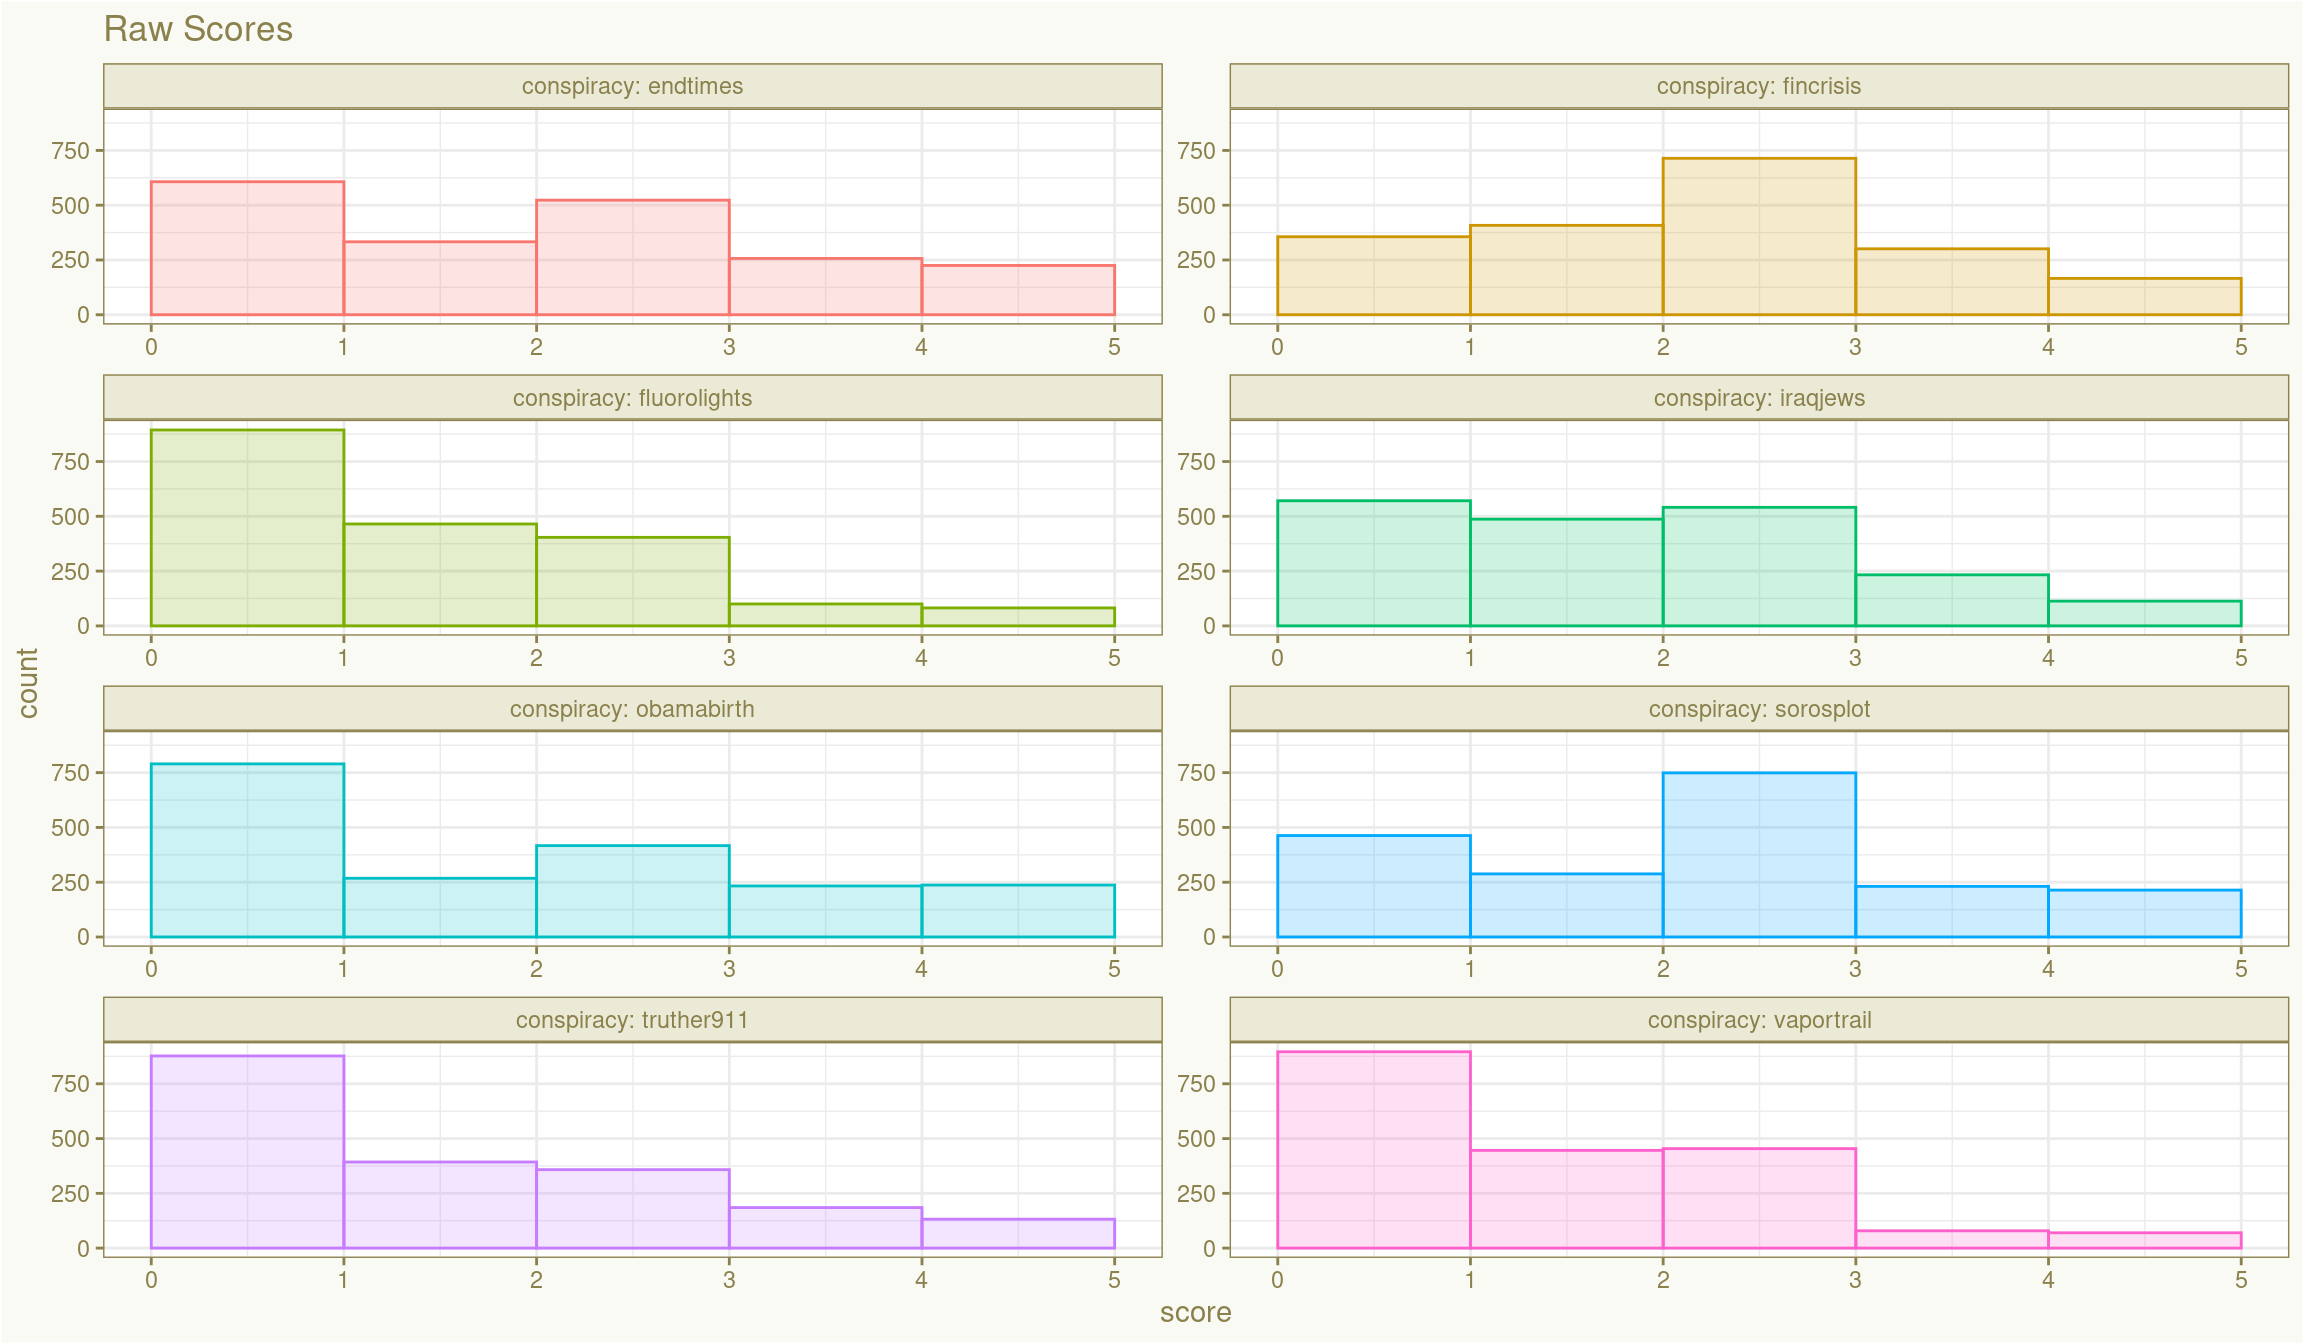 Raw Scores
conspiracy: endtimes
conspiracy: fincrisis
750
500
250
0
0 1 2 3 4 5
750
500
250
0
0 1 2 3 4 5
conspiracy: fluorolights
conspiracy: iraqjews
750
500
250
0
0 1 2 3 4 5
750
500
250
0
0 1 2 3 4 5
count
conspiracy: obamabirth
conspiracy: sorosplot
750
500
250
0
0 1 2 3 4 5
750
500
250
0
0 1 2 3 4 5
conspiracy: truther911
conspiracy: vaportrail
750
500
250
0
0 1 2 3 4 5
750
500
250
0
0 1 2 3 4 5
score